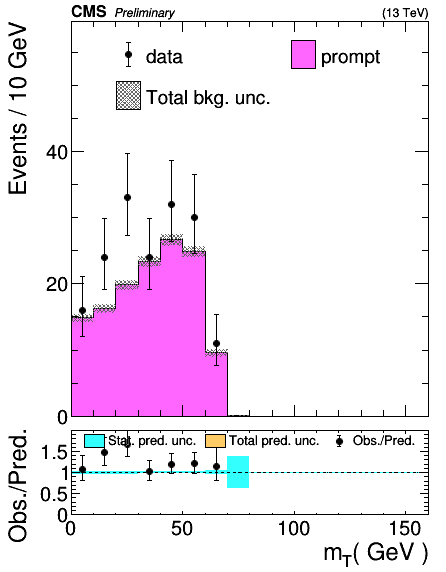 CMS Preliminary (13 TeV)
Events / 10 GeV
data
prompt
Total bkg. unc.
40
20
0
Obs./Pred.
Stat. pred. unc.
Total pred. unc.
Obs./Pred.
1.5
1
0.5
0
0 50 100 150
m_T( GeV )